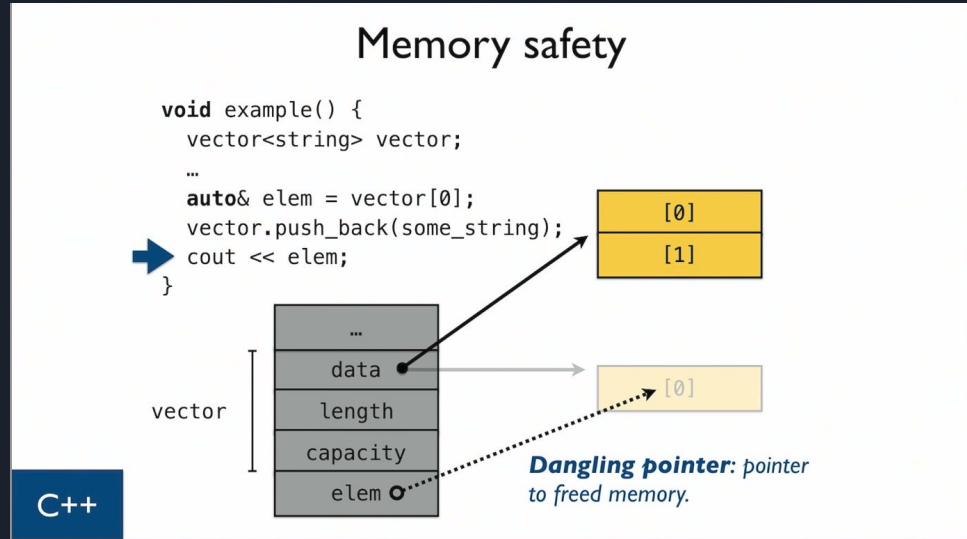 Memory safety
void example() {
vector<string> vector;
…
auto& elem = vector[0];
vector.push_back(some_string);
cout << elem;
}
[0]
[1]
…
data
length
capacity
elem
vector
[0]
Dangling pointer: pointer
to freed memory.
C++